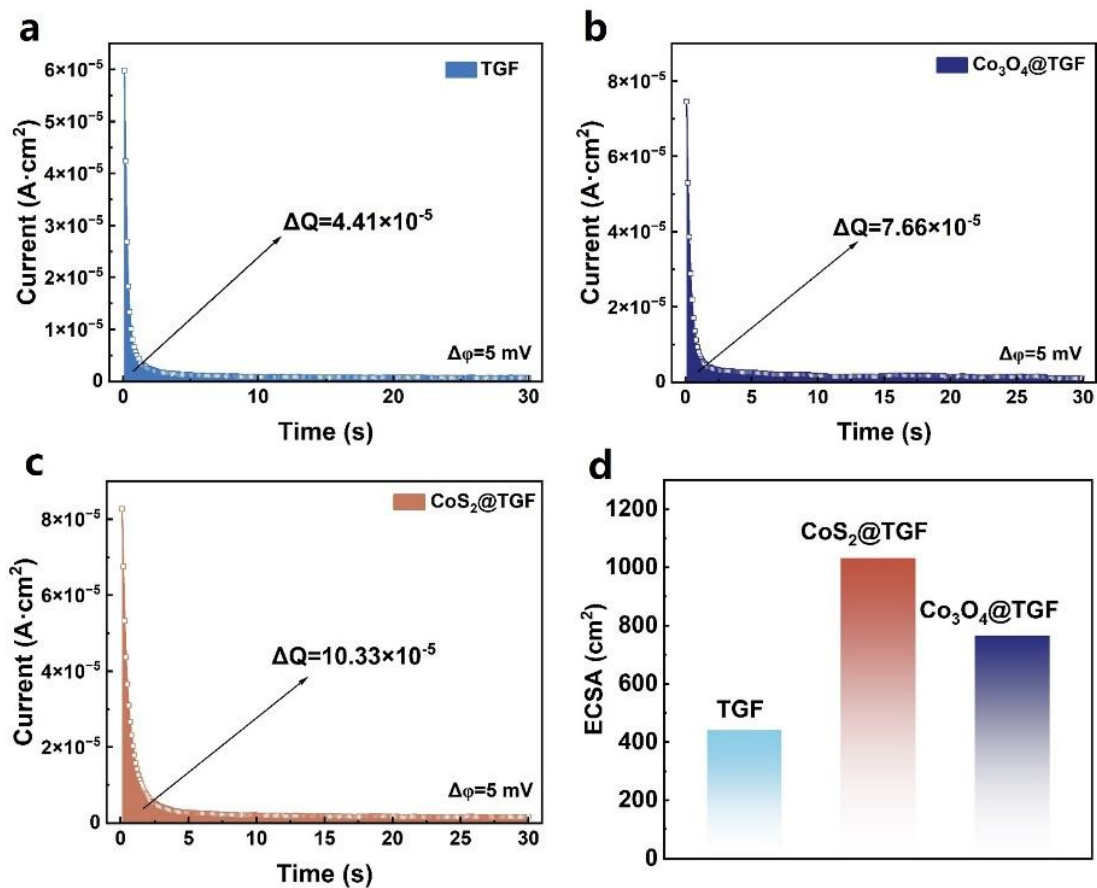 a
TGF
Current (A·cm²)
6×10⁻⁵
5×10⁻⁵
4×10⁻⁵
3×10⁻⁵
2×10⁻⁵
1×10⁻⁵
0
ΔQ=4.41×10⁻⁵
Δφ=5 mV
0 10 20 30
Time (s)
b
Co₃O₄@TGF
Current (A·cm²)
8×10⁻⁵
6×10⁻⁵
4×10⁻⁵
2×10⁻⁵
0
ΔQ=7.66×10⁻⁵
Δφ=5 mV
0 5 10 15 20 25 30
Time (s)
c
CoS₂@TGF
Current (A·cm²)
8×10⁻⁵
6×10⁻⁵
4×10⁻⁵
2×10⁻⁵
0
ΔQ=10.33×10⁻⁵
Δφ=5 mV
0 5 10 15 20 25 30
Time (s)
d
ECSA (cm²)
1200
1000
800
600
400
200
0
TGF
CoS₂@TGF
Co₃O₄@TGF